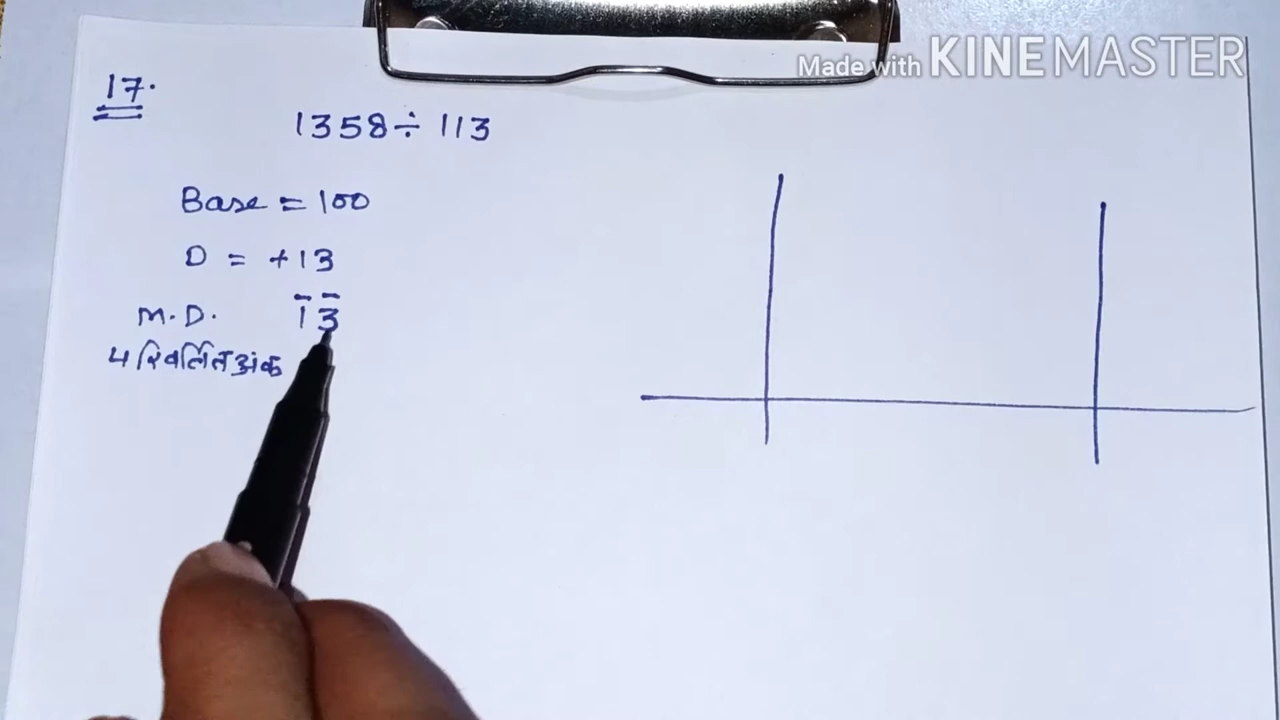 Made with KINEMASTER
17.
1358÷ 113
Base = 100
D = +13
M.D. 1̄ 3̄
परिवर्तित अंक